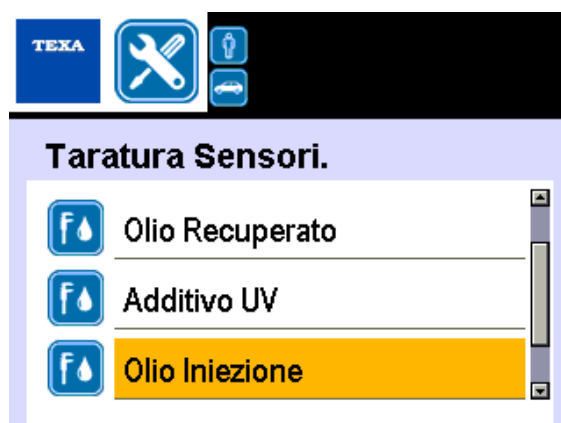 TEXA
Taratura Sensori.
Olio Recuperato
Additivo UV
Olio Iniezione